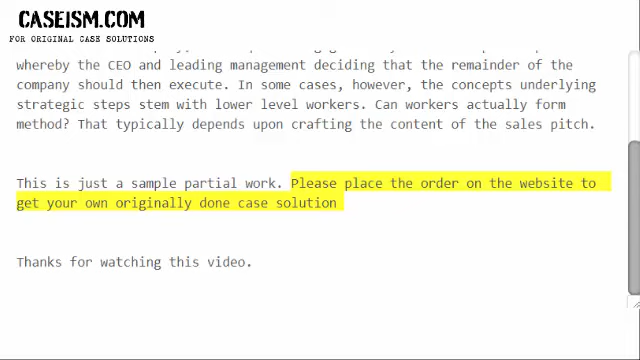 CASEISM.COM
FOR ORIGINAL CASE SOLUTIONS
whereby the CEO and leading management deciding that the remainder of the
company should then execute. In some cases, however, the concepts underlying
strategic steps stem with lower level workers. Can workers actually form
method? That typically depends upon crafting the content of the sales pitch.
This is just a sample partial work. Please place the order on the website to
get your own originally done case solution
Thanks for watching this video.